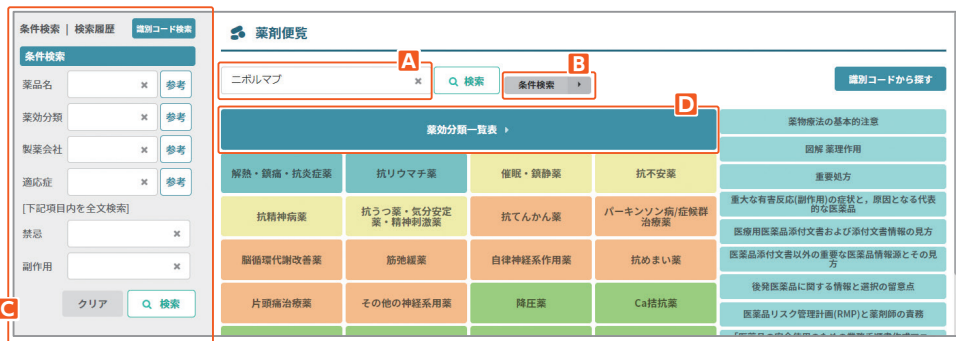 条件検索 | 検索履歴
識別コード検索
条件検索
薬品名 × 参考
薬効分類 × 参考
製薬会社 × 参考
適応症 × 参考
[下記項目内を全文検索]
禁忌 ×
副作用 ×
クリア 検索
C
薬剤便覧
A
B
ニボルマブ × 検索
条件検索
識別コードから探す
D
薬効分類一覧表
解熱・鎮痛・抗炎症薬
抗リウマチ薬
催眠・鎮静薬
抗不安薬
抗精神病薬
抗うつ薬・気分安定
薬・精神刺激薬
抗てんかん薬
パーキンソン病/症候群
治療薬
脳循環代謝改善薬
筋弛緩薬
自律神経系作用薬
抗めまい薬
片頭痛治療薬
その他の神経系用薬
降圧薬
Ca拮抗薬
薬物療法の基本的注意
図解 薬理作用
重要処方
重大な有害反応(副作用)の症状と，原因となる代表
的な医薬品
医療用医薬品添付文書および添付文書情報の見方
医薬品添付文書以外の重要な医薬品情報源とその見
方
後発医薬品に関する情報と選択の留意点
医薬品リスク管理計画(RMP)と薬剤師の責務